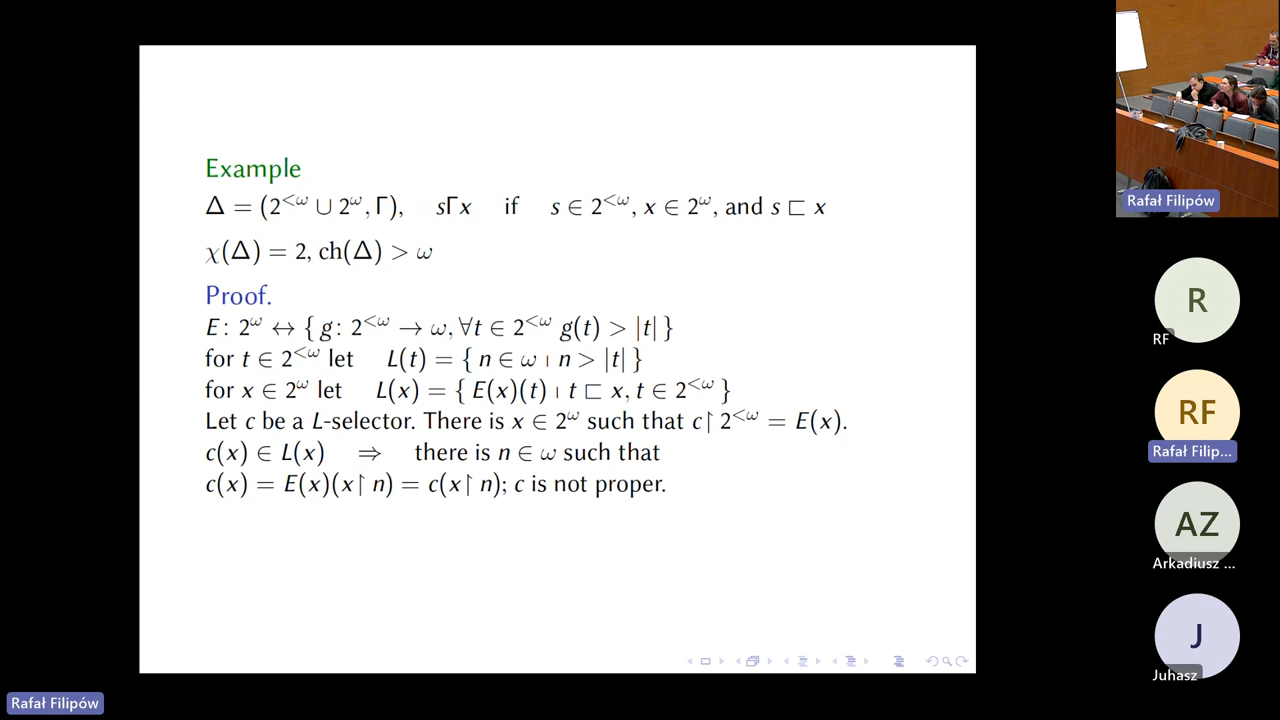 Example
Δ = (2^{<ω} ∪ 2^ω, Γ), sΓx if s ∈ 2^{<ω}, x ∈ 2^ω, and s ⊏ x
χ(Δ) = 2, ch(Δ) > ω
Proof.
E: 2^ω ↔ { g: 2^{<ω} → ω, ∀t ∈ 2^{<ω} g(t) > |t| }
for t ∈ 2^{<ω} let L(t) = { n ∈ ω ı n > |t| }
for x ∈ 2^ω let L(x) = { E(x)(t) ı t ⊏ x, t ∈ 2^{<ω} }
Let c be a L-selector. There is x ∈ 2^ω such that c↾2^{<ω} = E(x).
c(x) ∈ L(x) ⇒ there is n ∈ ω such that
c(x) = E(x)(x↾n) = c(x↾n); c is not proper.
Rafał Filipów
R
RF
RF
Rafał Filip...
AZ
Arkadiusz ...
J
Juhasz
Rafał Filipów